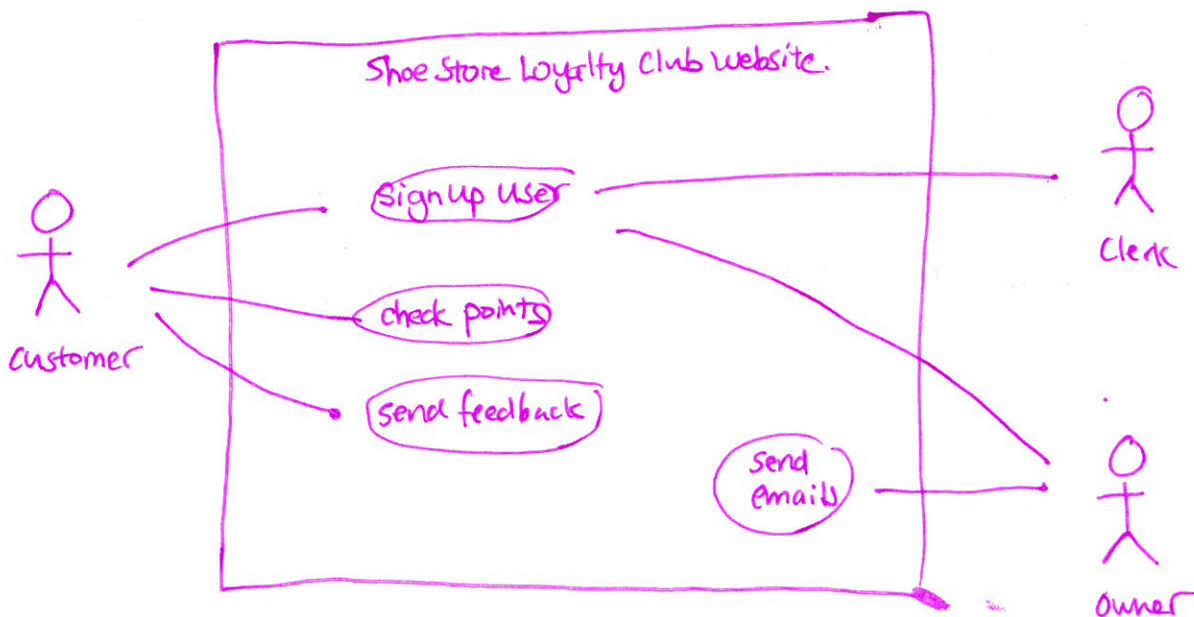 Shoe Store Loyalty Club Website.
sign up user
Clerk
check points
customer
send feedback
send
emails
owner